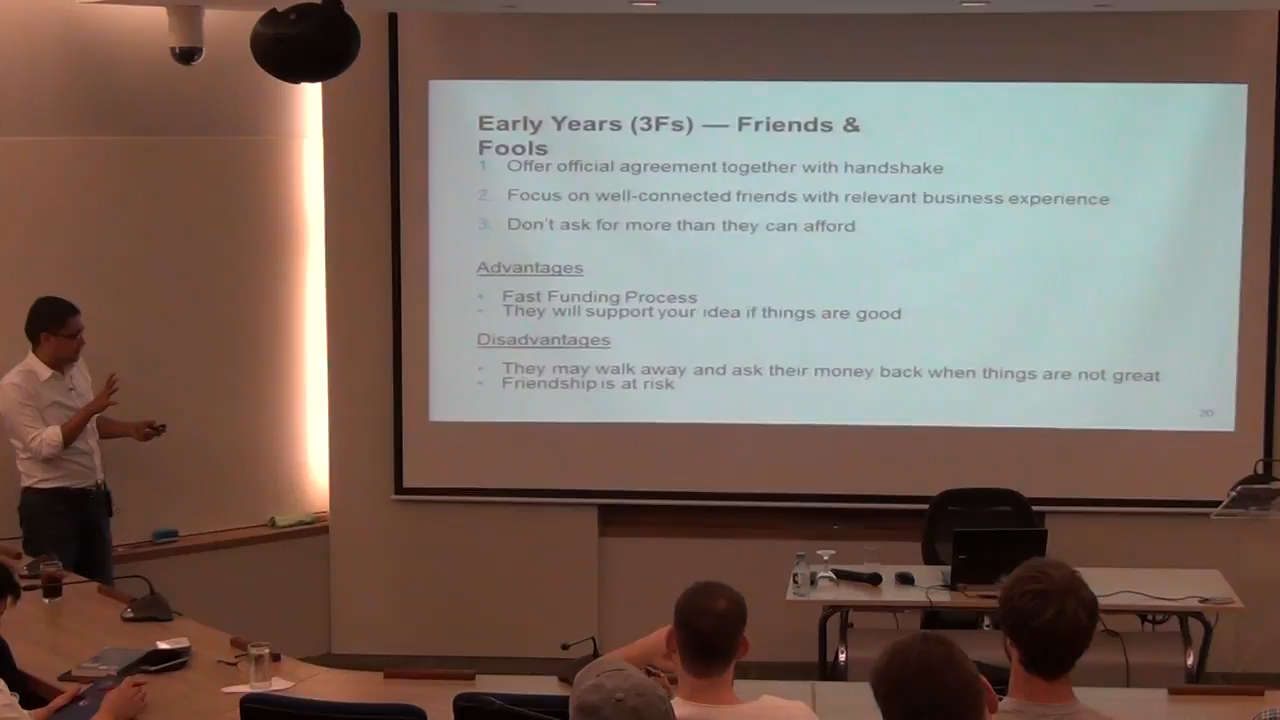 Early Years (3Fs) — Friends &
Fools
1. Offer official agreement together with handshake
2. Focus on well-connected friends with relevant business experience
3. Don't ask for more than they can afford
Advantages
• Fast Funding Process
• They will support your idea if things are good
Disadvantages
• They may walk away and ask their money back when things are not great
• Friendship is at risk
20